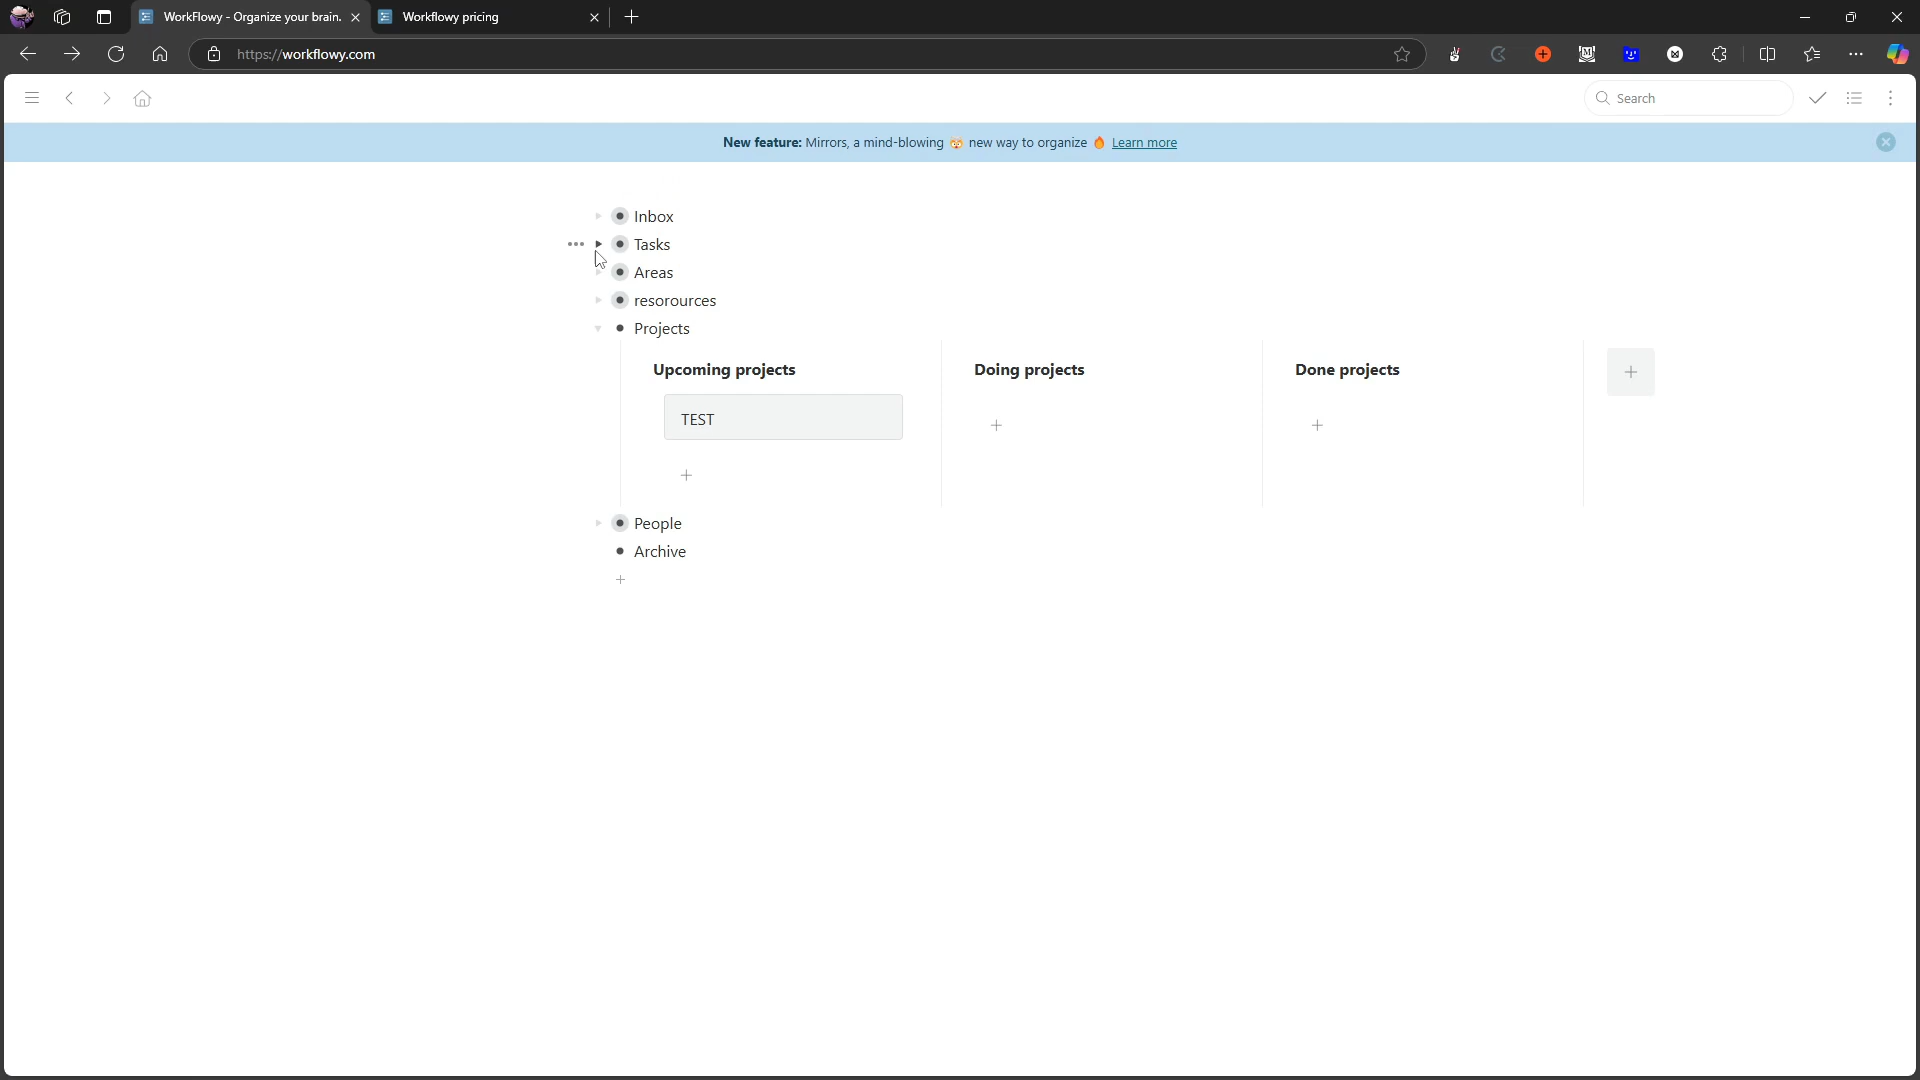 WorkFlowy - Organize your brain.
Workflowy pricing
https://workflowy.com
Search
New feature: Mirrors, a mind-blowing 🤯 new way to organize 🔥 Learn more
Inbox
Tasks
Areas
resorources
Projects
Upcoming projects
Doing projects
Done projects
TEST
People
Archive